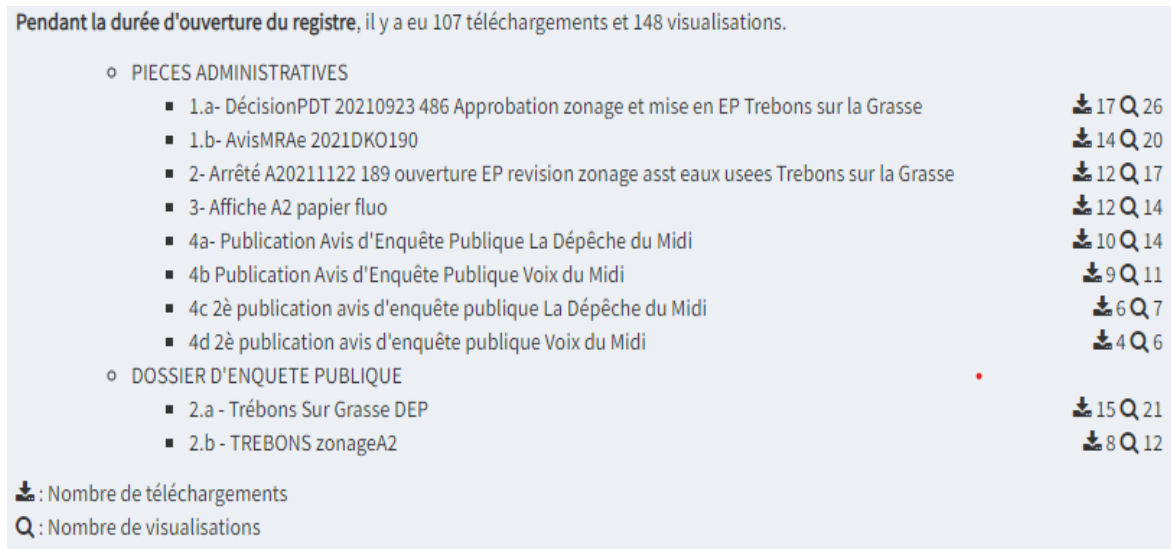 Pendant la durée d'ouverture du registre, il y a eu 107 téléchargements et 148 visualisations.
PIECES ADMINISTRATIVES
1.a- DécisionPDT 20210923 486 Approbation zonage et mise en EP Trebons sur la Grasse 17 26
1.b- AvisMRAe 2021DKO190 14 20
2- Arrêté A20211122 189 ouverture EP revision zonage asst eaux usees Trebons sur la Grasse 12 17
3- Affiche A2 papier fluo 12 14
4a- Publication Avis d'Enquête Publique La Dépêche du Midi 10 14
4b Publication Avis d'Enquête Publique Voix du Midi 9 11
4c 2è publication avis d'enquête publique La Dépêche du Midi 6 7
4d 2è publication avis d'enquête publique Voix du Midi 4 6
DOSSIER D'ENQUETE PUBLIQUE
2.a - Trébons Sur Grasse DEP 15 21
2.b - TREBONS zonageA2 8 12
: Nombre de téléchargements
: Nombre de visualisations